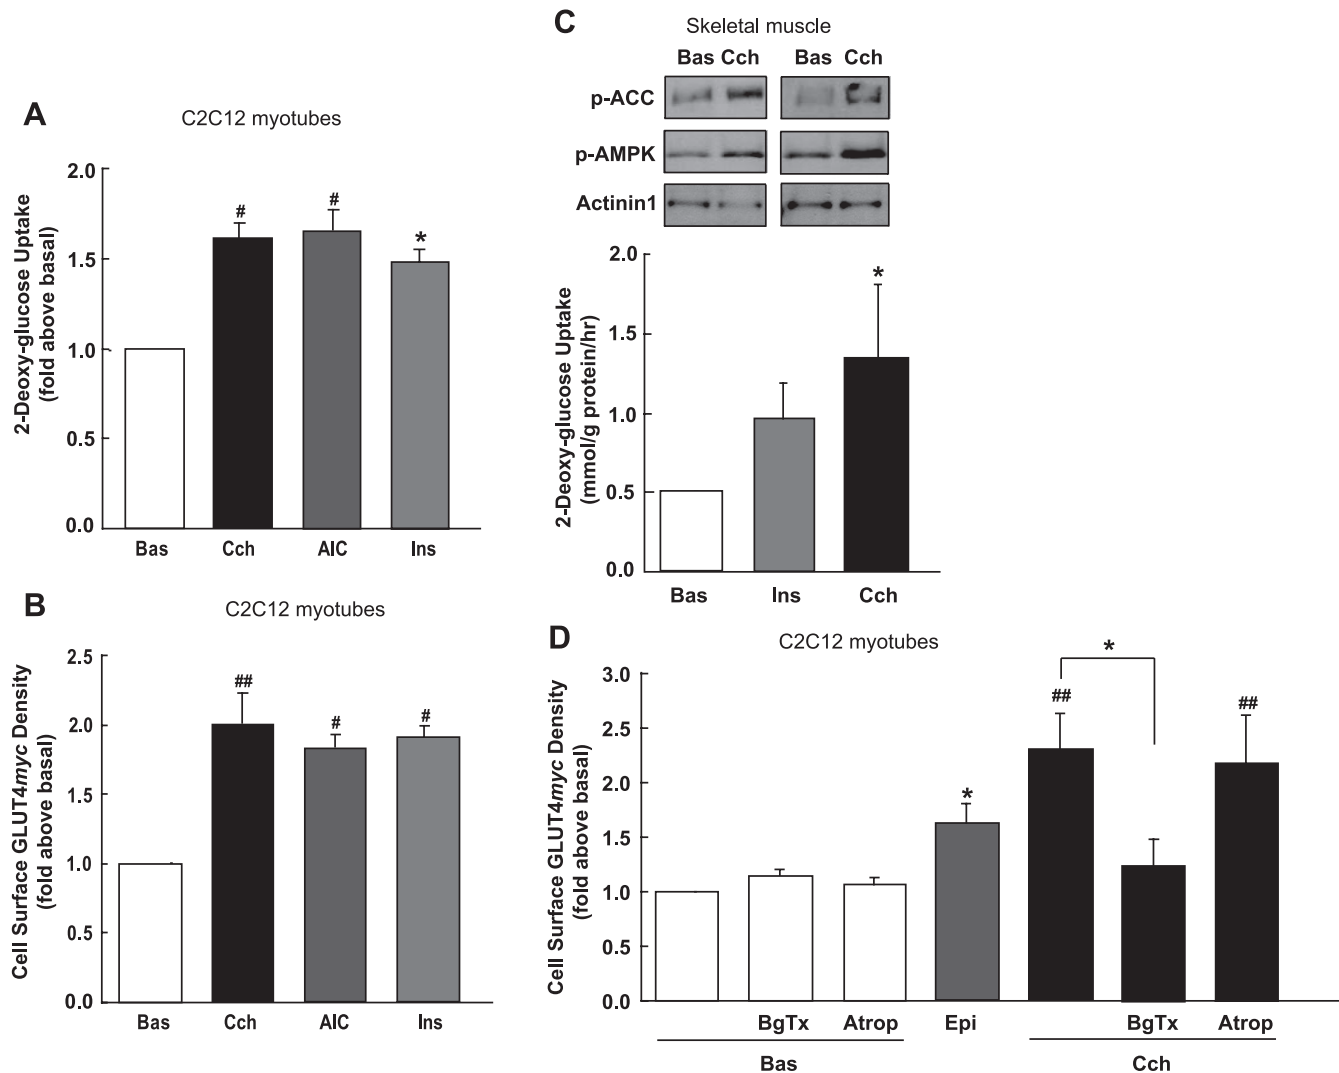 A
C2C12 myotubes
2-Deoxy-glucose Uptake
(fold above basal)
2.0
1.5
1.0
0.5
0.0
#
#
*
Bas Cch AIC Ins
B
C2C12 myotubes
Cell Surface GLUT4myc Density
(fold above basal)
2.5
2.0
1.5
1.0
0.5
0.0
##
#
#
Bas Cch AIC Ins
C
Skeletal muscle
Bas Cch Bas Cch
p-ACC
p-AMPK
Actinin1
2-Deoxy-glucose Uptake
(mmol/g protein/hr)
2.0
1.5
1.0
0.5
0.0
*
Bas Ins Cch
D
C2C12 myotubes
Cell Surface GLUT4myc Density
(fold above basal)
3.0
2.5
2.0
1.5
1.0
0.5
0.0
*
##
*
##
BgTx Atrop Epi BgTx Atrop
Bas Cch